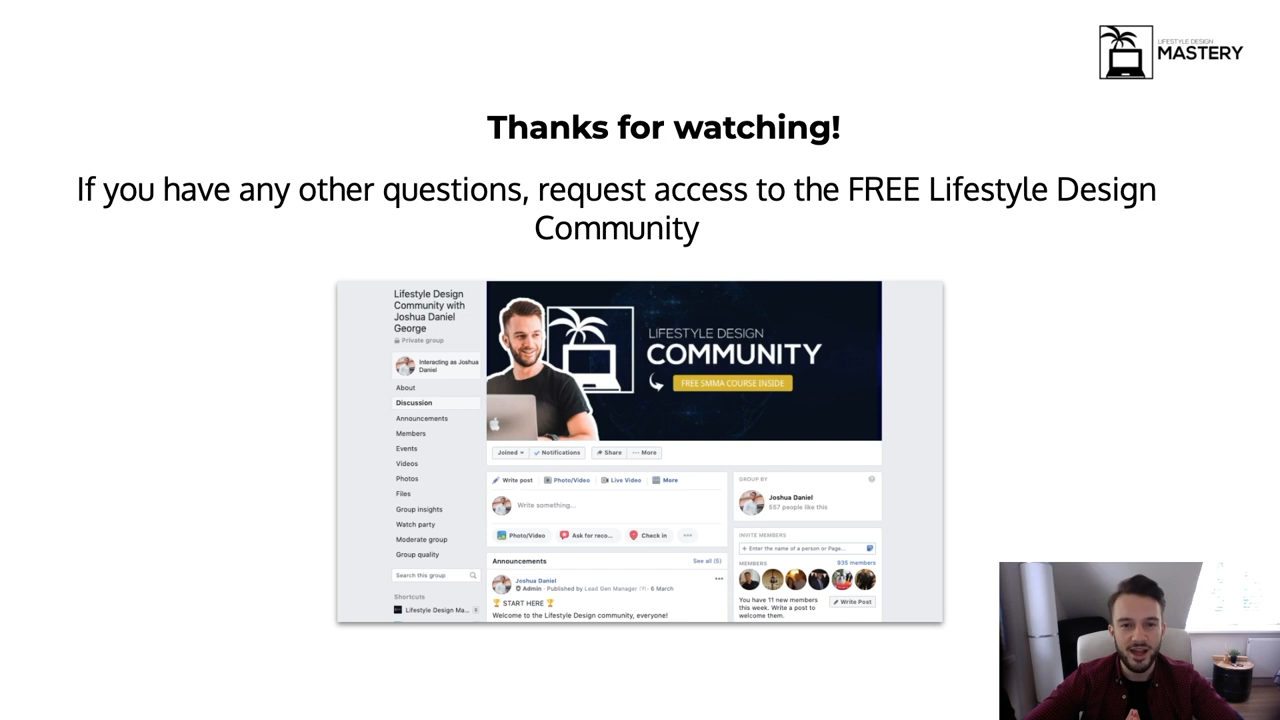 LIFESTYLE DESIGN
MASTERY
Thanks for watching!
If you have any other questions, request access to the FREE Lifestyle Design
Community
Lifestyle Design
Community with
Joshua Daniel
George
Private group
Interacting as Joshua
Daniel
About
Discussion
Announcements
Members
Events
Videos
Photos
Files
Group insights
Watch party
Moderate group
Group quality
Search this group
Shortcuts
Lifestyle Design Ma... 9
LIFESTYLE DESIGN
COMMUNITY
FREE SMMA COURSE INSIDE
Joined Notifications Share ··· More
Write post Photo/Video Live Video More
Write something...
Photo/Video Ask for reco... Check in ···
Announcements See all (5)
Joshua Daniel ···
Admin · Published by Lead Gen Manager [?] · 5 March
🏆 START HERE 🏆
Welcome to the Lifestyle Design community, everyone!
GROUP BY
Joshua Daniel
557 people like this
INVITE MEMBERS
+ Enter the name of a person or Page...
MEMBERS 935 members
You have 11 new members
this week. Write a post to
welcome them.
Write Post